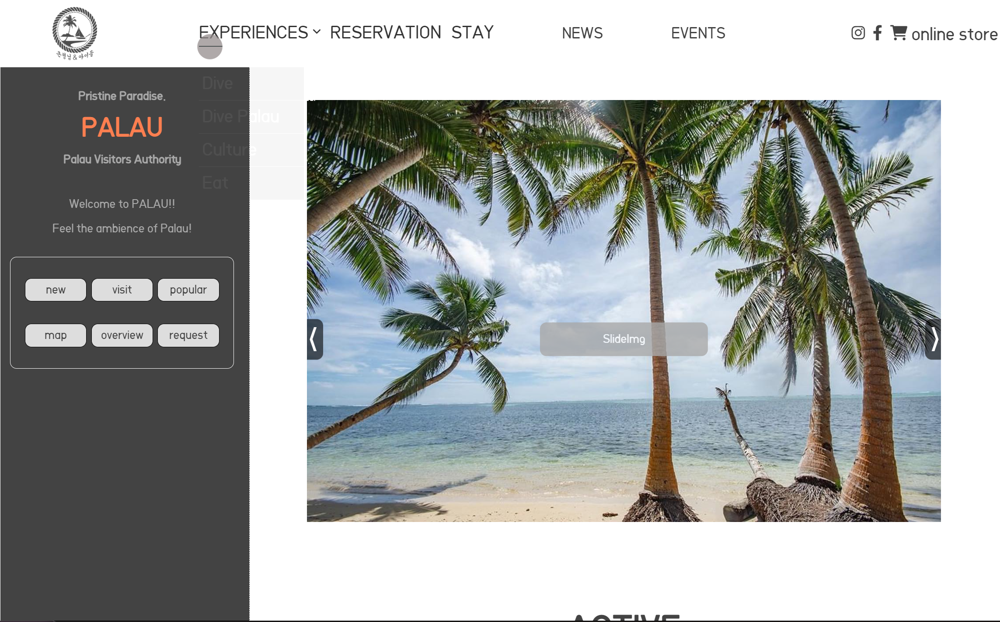 큰형님&아이들
EXPERIENCES RESERVATION STAY NEWS EVENTS online store
Dive
Dive Palau
Culture
Eat
Pristine Paradise.
PALAU
Palau Visitors Authority
Welcome to PALAU!!
Feel the ambience of Palau!
new visit popular
map overview request
SlideImg
ACTIVE